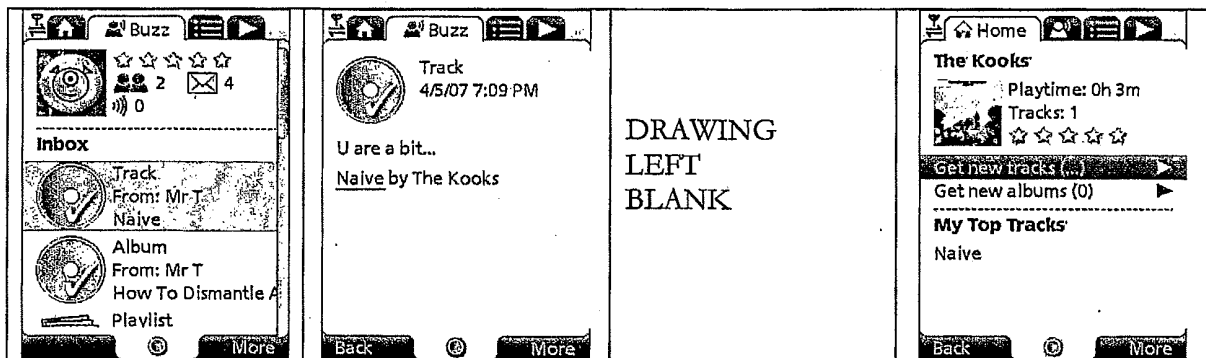 Buzz
2 4
0
Inbox
Track
From: Mr T
Naive
Album
From: Mr T
How To Dismantle A
Playlist
More
Buzz
Track
4/5/07 7:09 PM
U are a bit...
Naive by The Kooks
Back More
DRAWING
LEFT
BLANK
Home
The Kooks
Playtime: 0h 3m
Tracks: 1
Get new tracks (...)
Get new albums (0)
My Top Tracks
Naive
Back More